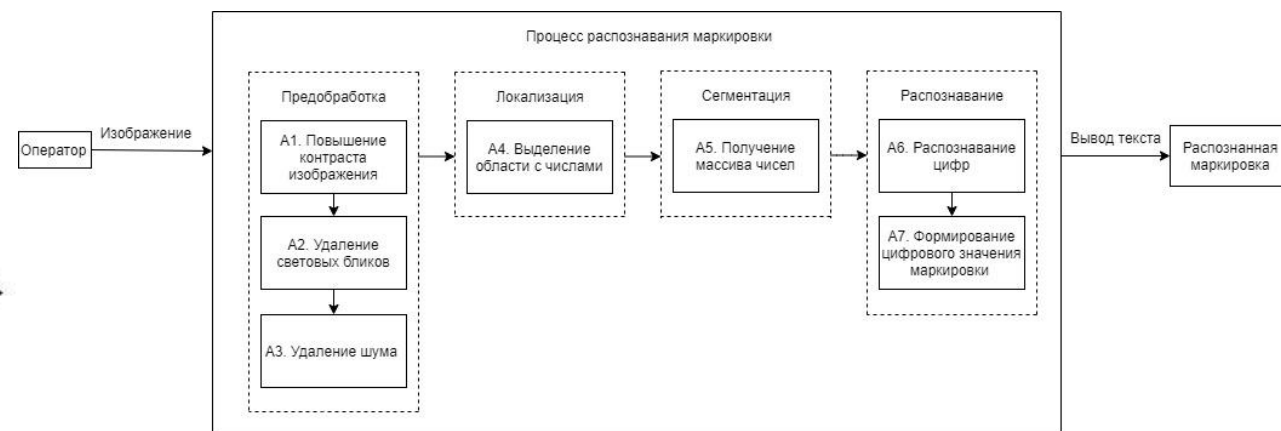 Процесс распознавания маркировки
Оператор
Изображение
Предобработка
А1. Повышение
контраста
изображения
А2. Удаление
световых бликов
А3. Удаление шума
Локализация
А4. Выделение
области с числами
Сегментация
А5. Получение
массива чисел
Распознавание
А6. Распознавание
цифр
А7. Формирование
цифрового значения
маркировки
Вывод текста
Распознанная
маркировка